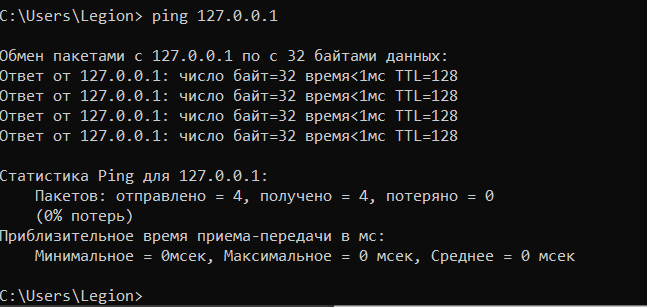 C:\Users\Legion> ping 127.0.0.1
Обмен пакетами с 127.0.0.1 по с 32 байтами данных:
Ответ от 127.0.0.1: число байт=32 время<1мс TTL=128
Ответ от 127.0.0.1: число байт=32 время<1мс TTL=128
Ответ от 127.0.0.1: число байт=32 время<1мс TTL=128
Ответ от 127.0.0.1: число байт=32 время<1мс TTL=128
Статистика Ping для 127.0.0.1:
Пакетов: отправлено = 4, получено = 4, потеряно = 0
(0% потерь)
Приблизительное время приема-передачи в мс:
Минимальное = 0мсек, Максимальное = 0 мсек, Среднее = 0 мсек
C:\Users\Legion>